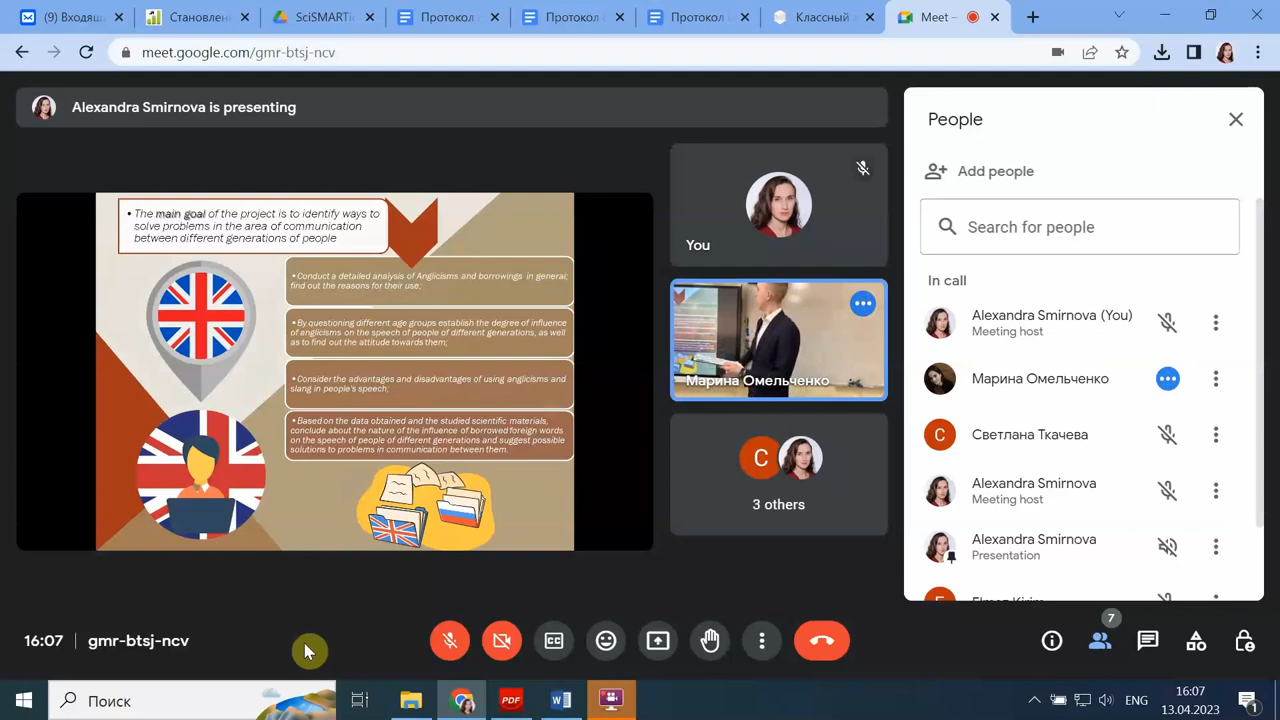 (9) Входящ
Становлен
SciSMARTi
Протокол
Протокол
Протокол
Классный
Meet –
meet.google.com/gmr-btsj-ncv
Alexandra Smirnova is presenting
• The main goal of the project is to identify ways to
solve problems in the area of communication
between different generations of people
• Conduct a detailed analysis of Anglicisms and borrowings in general;
find out the reasons for their use;
• By questioning different age groups establish the degree of influence
of anglicisms on the speech of people of different generations, as well
as to find out the attitude towards them;
• Consider the advantages and disadvantages of using anglicisms and
slang in people's speech;
• Based on the data obtained and the studied scientific materials,
conclude about the nature of the influence of borrowed foreign words
on the speech of people of different generations and suggest possible
solutions to problems in communication between them.
You
Марина Омельченко
C
3 others
People
Add people
Search for people
In call
Alexandra Smirnova (You)
Meeting host
Марина Омельченко
C
Светлана Ткачева
Alexandra Smirnova
Meeting host
Alexandra Smirnova
Presentation
16:07
gmr-btsj-ncv
CC
7
Поиск
PDF
W
ENG
16:07
13.04.2023
1